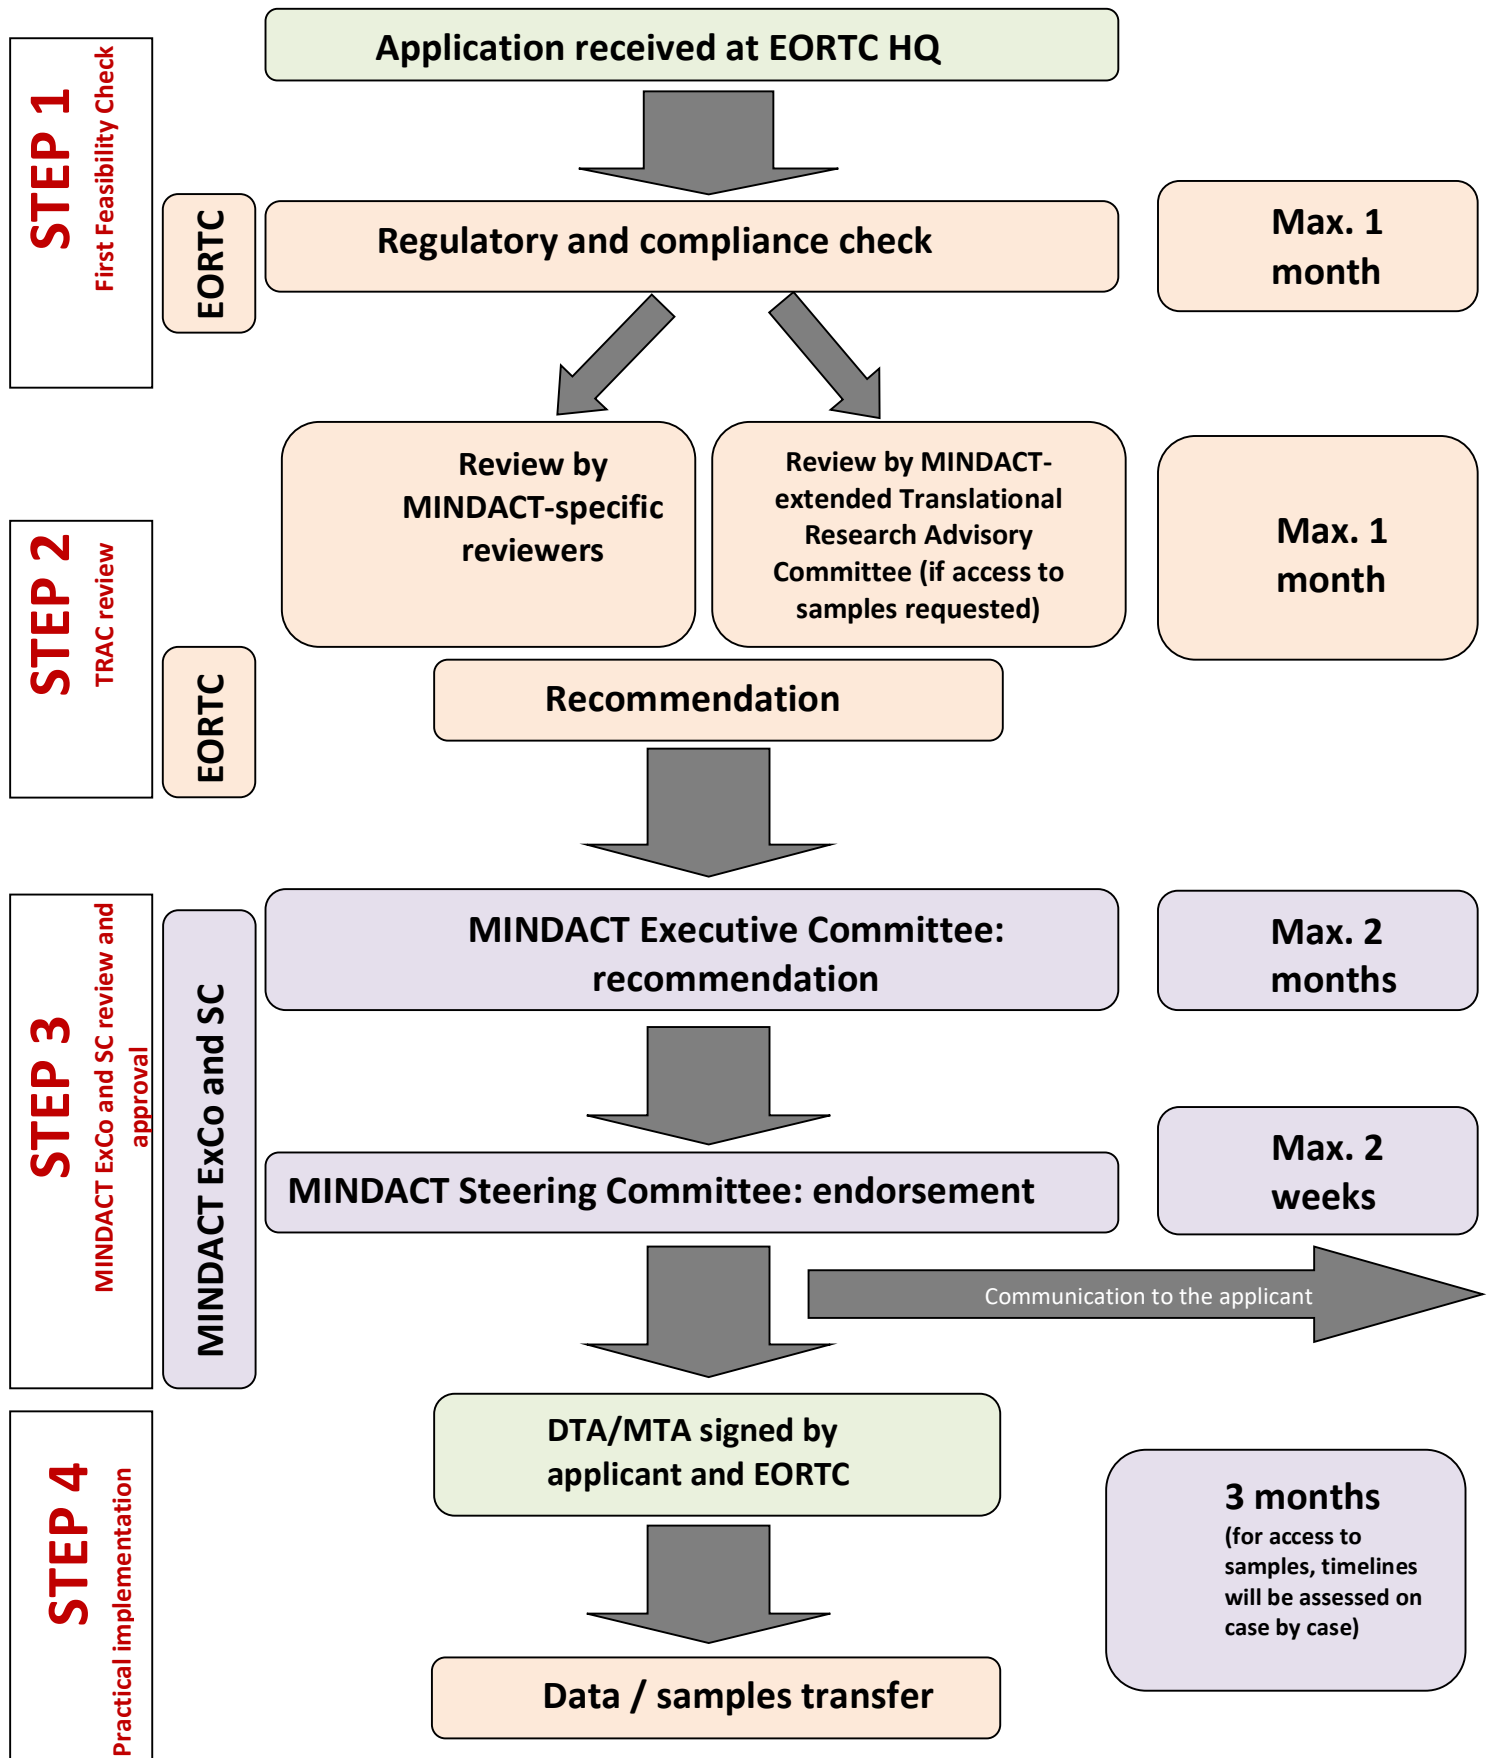 Application received at EORTC HQ
STEP 1
First Feasibility Check
EORTC
Regulatory and compliance check
Max. 1
month
STEP 2
TRAC review
EORTC
Review by
MINDACT-specific
reviewers
Review by MINDACT-
extended Translational
Research Advisory
Committee (if access to
samples requested)
Max. 1
month
Recommendation
STEP 3
MINDACT ExCo and SC review and
approval
MINDACT ExCo and SC
MINDACT Executive Committee:
recommendation
Max. 2
months
MINDACT Steering Committee: endorsement
Max. 2
weeks
Communication to the applicant
STEP 4
Practical implementation
DTA/MTA signed by
applicant and EORTC
3 months
(for access to
samples, timelines
will be assessed on
case by case)
Data / samples transfer